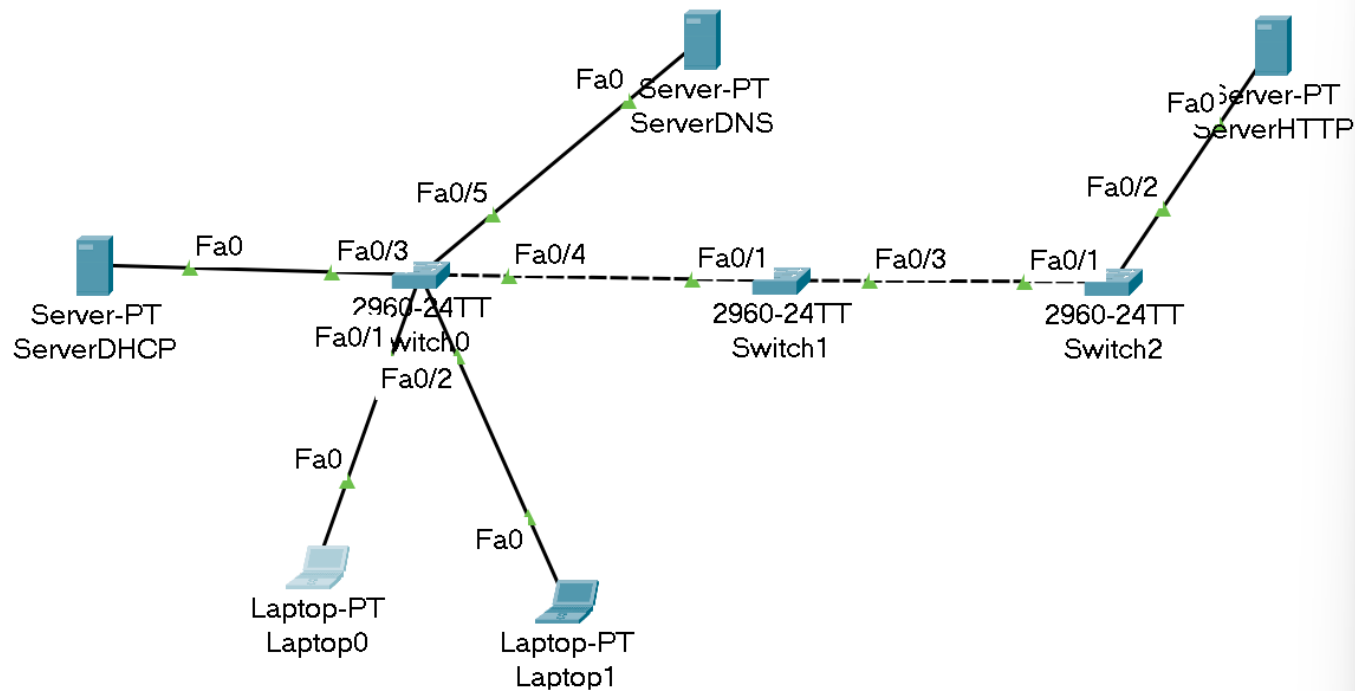 Fa0
Server-PT
ServerDNS
Fa0
Server-PT
ServerHTTP
Fa0/5
Fa0/2
Fa0
Fa0/3
Fa0/4
Fa0/1
Fa0/3
Fa0/1
Server-PT
ServerDHCP
2960-24TT
witch0
2960-24TT
Switch1
2960-24TT
Switch2
Fa0/1
Fa0/2
Fa0
Fa0
Laptop-PT
Laptop0
Laptop-PT
Laptop1